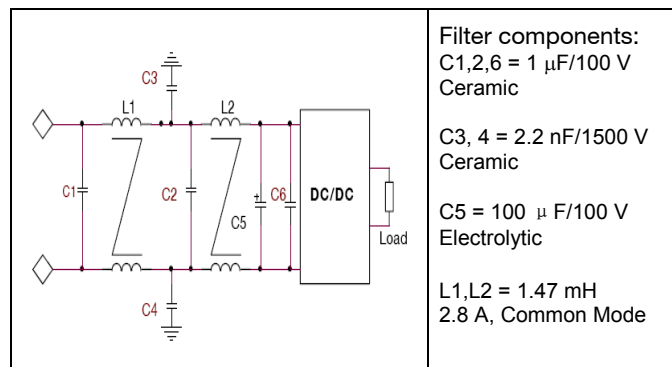 C3
L1
L2
C1
C2
C5
+
C6
DC/DC
Load
C4
Filter components:
C1,2,6 = 1 μF/100 V
Ceramic
C3, 4 = 2.2 nF/1500 V
Ceramic
C5 = 100 μ F/100 V
Electrolytic
L1,L2 = 1.47 mH
2.8 A, Common Mode